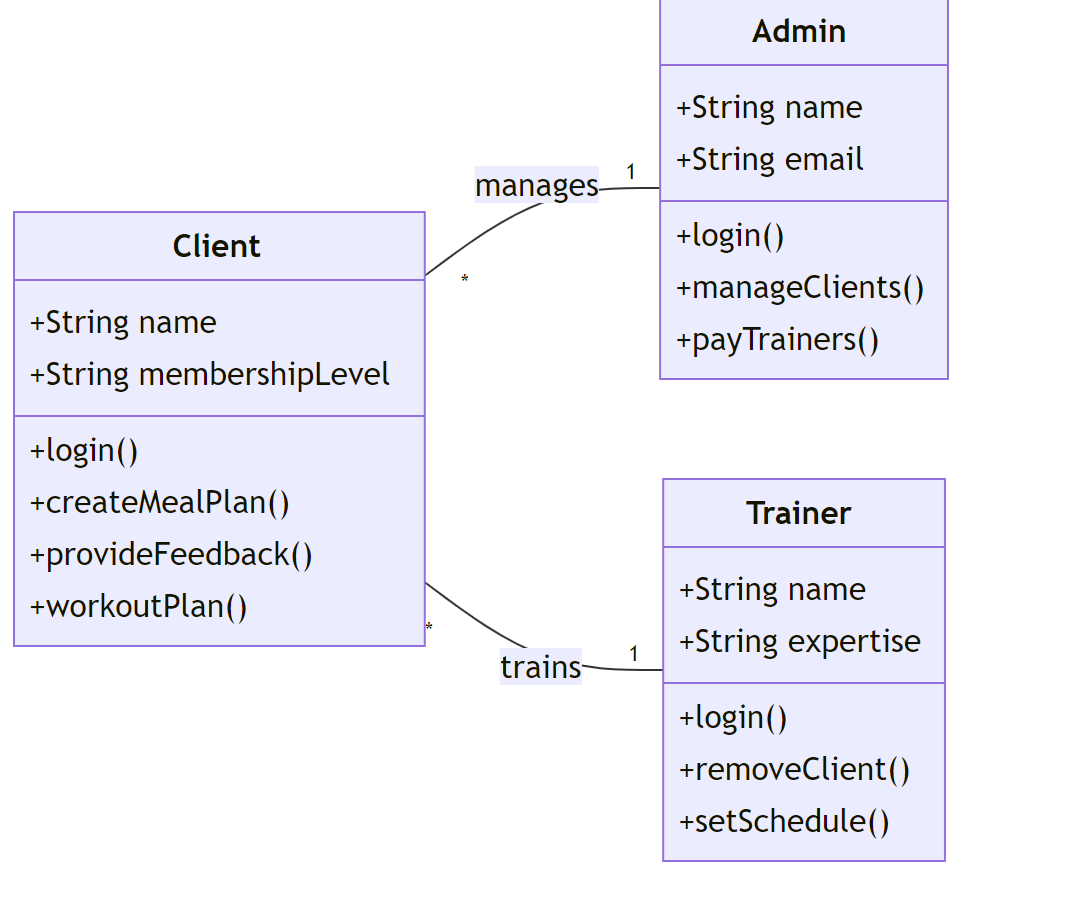 Admin
+String name
+String email
+login()
+manageClients()
+payTrainers()
manages
1
*
Client
+String name
+String membershipLevel
+login()
+createMealPlan()
+provideFeedback()
+workoutPlan()
*
trains
1
Trainer
+String name
+String expertise
+login()
+removeClient()
+setSchedule()